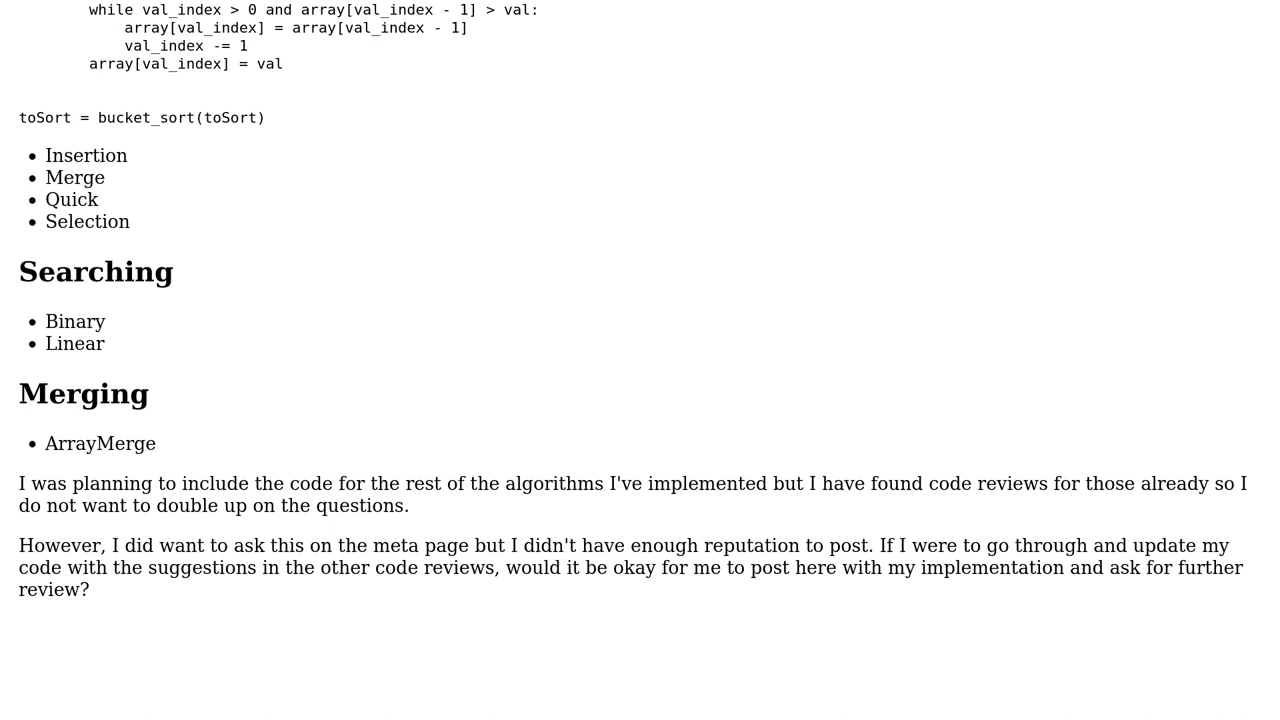 while val_index > 0 and array[val_index - 1] > val:
array[val_index] = array[val_index - 1]
val_index -= 1
array[val_index] = val
toSort = bucket_sort(toSort)
• Insertion
• Merge
• Quick
• Selection
Searching
• Binary
• Linear
Merging
• ArrayMerge
I was planning to include the code for the rest of the algorithms I've implemented but I have found code reviews for those already so I
do not want to double up on the questions.
However, I did want to ask this on the meta page but I didn't have enough reputation to post. If I were to go through and update my
code with the suggestions in the other code reviews, would it be okay for me to post here with my implementation and ask for further
review?